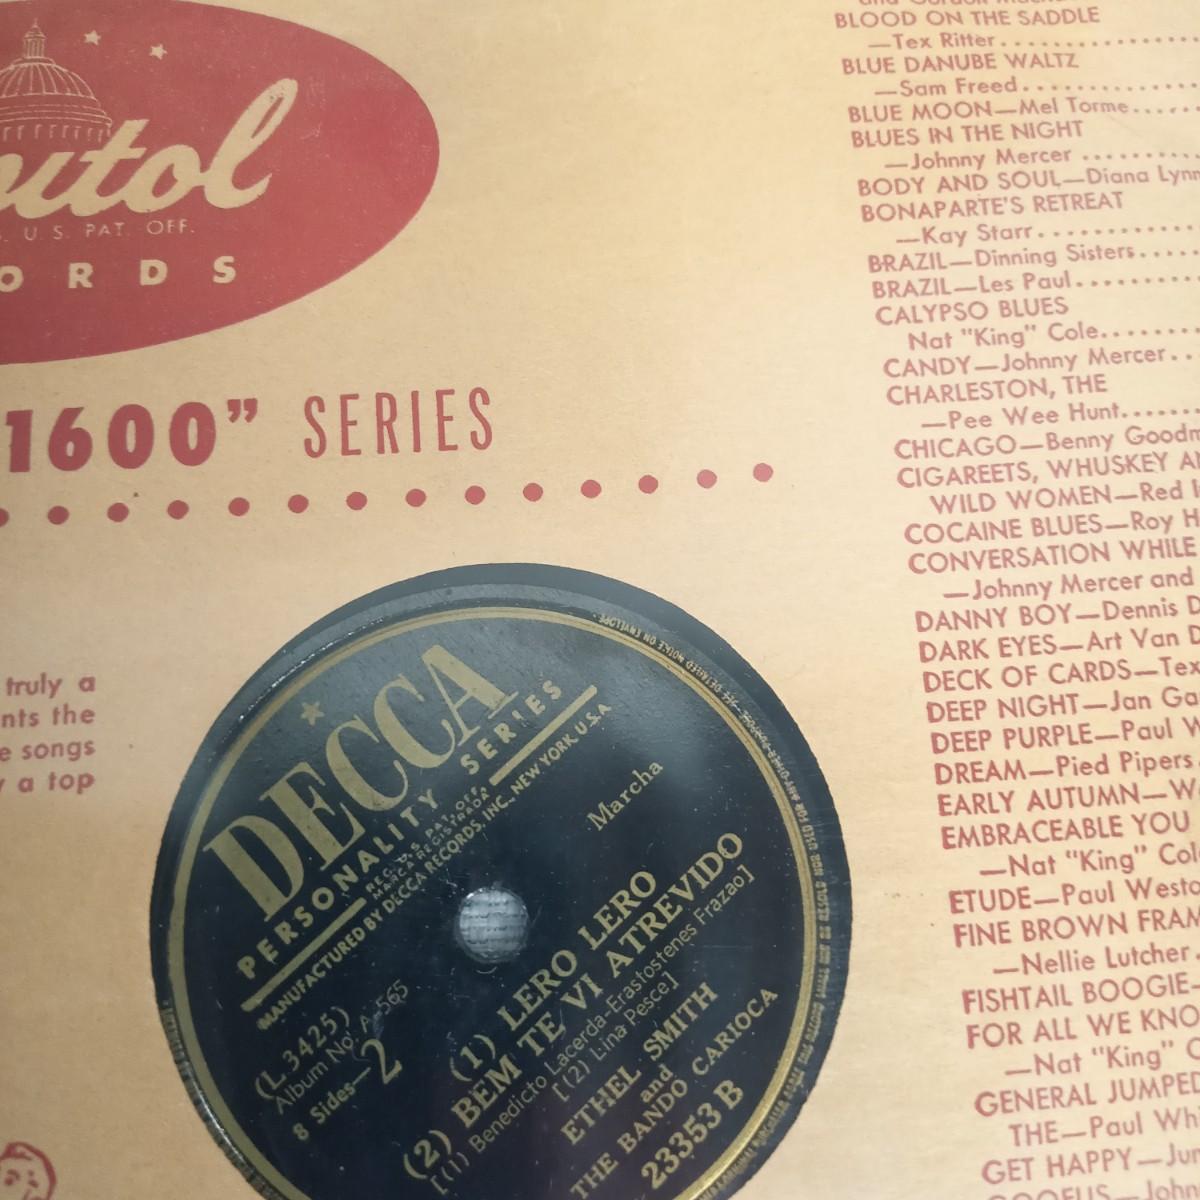 Capitol
U. S. PAT. OFF.
ORDS
1600" SERIES
truly a
nts the
e songs
y a top
BLOOD ON THE SADDLE
—Tex Ritter
BLUE DANUBE WALTZ
—Sam Freed
BLUE MOON—Mel Torme
BLUES IN THE NIGHT
—Johnny Mercer
BODY AND SOUL—Diana Lynn
BONAPARTE'S RETREAT
—Kay Starr
BRAZIL—Dinning Sisters
BRAZIL—Les Paul
CALYPSO BLUES
Nat "King" Cole
CANDY—Johnny Mercer
CHARLESTON, THE
—Pee Wee Hunt
CHICAGO—Benny Goodm
CIGAREETS, WHUSKEY AN
WILD WOMEN—Red I
COCAINE BLUES—Roy H
CONVERSATION WHILE
—Johnny Mercer and
DANNY BOY—Dennis D
DARK EYES—Art Van D
DECK OF CARDS—Tex
DEEP NIGHT—Jan Ga
DEEP PURPLE—Paul W
DREAM—Pied Pipers
EARLY AUTUMN—W
EMBRACEABLE YOU
—Nat "King" Col
ETUDE—Paul Westo
FINE BROWN FRAM
—Nellie Lutcher
FISHTAIL BOOGIE—
FOR ALL WE KNO
—Nat "King" C
GENERAL JUMPED
THE—Paul Wh
GET HAPPY—Jun
DECCA
PERSONALITY SERIES
REG. U.S. PAT. OFF.
MARCA REGISTRADA
MANUFACTURED BY DECCA RECORDS, INC., NEW YORK, U.S.A
Marcha
(L 3425)
Album No. A-565
8 Sides—2
(1) LERO LERO
(2) BEM TE VI ATREVIDO
[(1) Benedicto Lacerda-Erastostenes Frazao]
[(2) Lina Pesce]
ETHEL SMITH
and
THE BANDO CARIOCA
23353 B